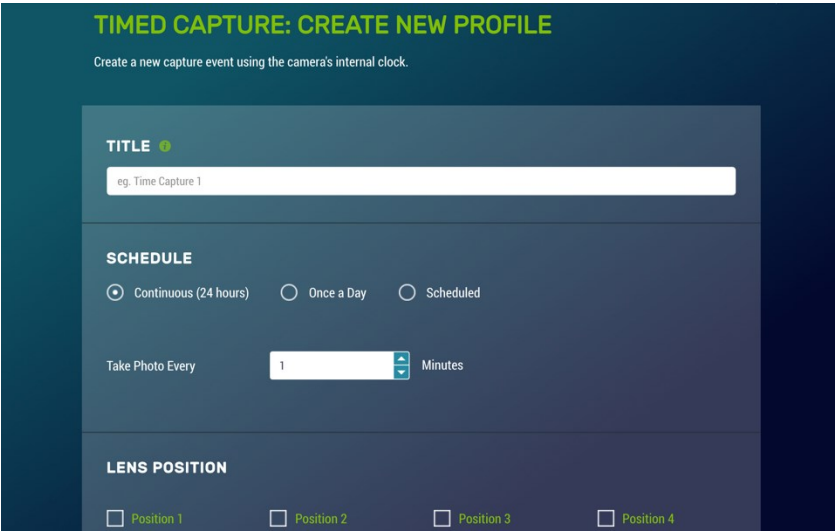 TIMED CAPTURE: CREATE NEW PROFILE
Create a new capture event using the camera's internal clock.
TITLE i
eg. Time Capture 1
SCHEDULE
Continuous (24 hours) Once a Day Scheduled
Take Photo Every 1 Minutes
LENS POSITION
Position 1 Position 2 Position 3 Position 4